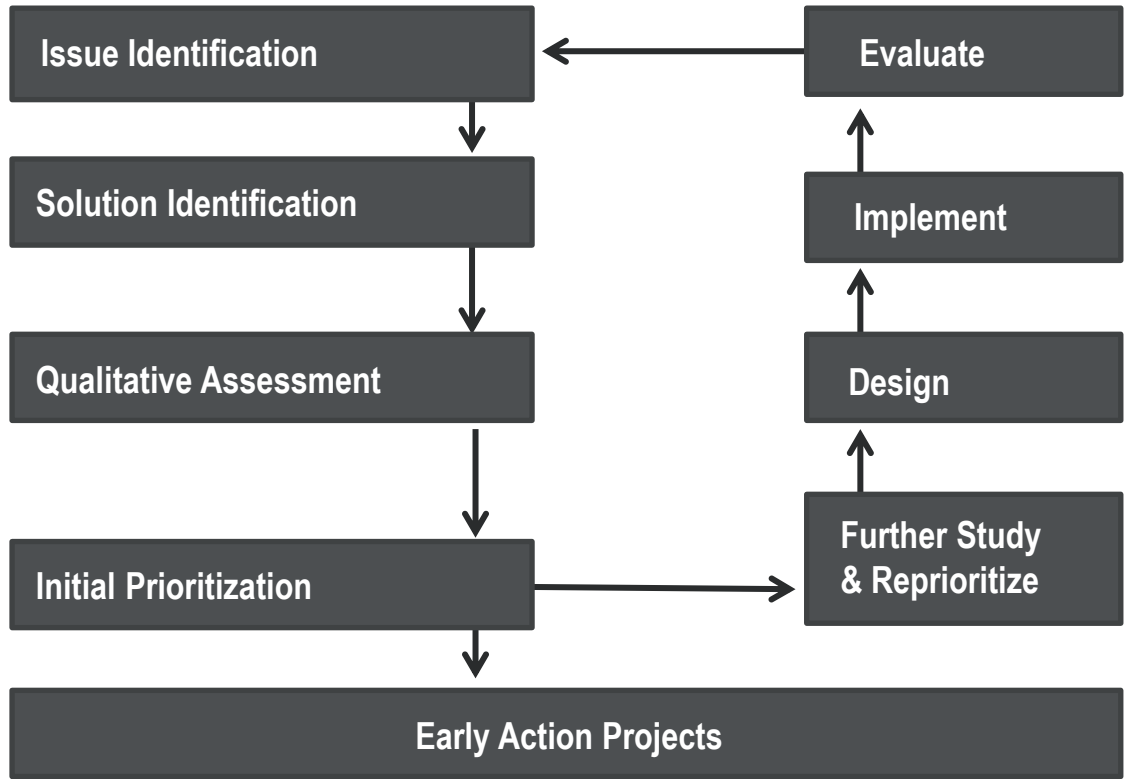 Issue Identification
Solution Identification
Qualitative Assessment
Initial Prioritization
Early Action Projects
Further Study
& Reprioritize
Design
Implement
Evaluate